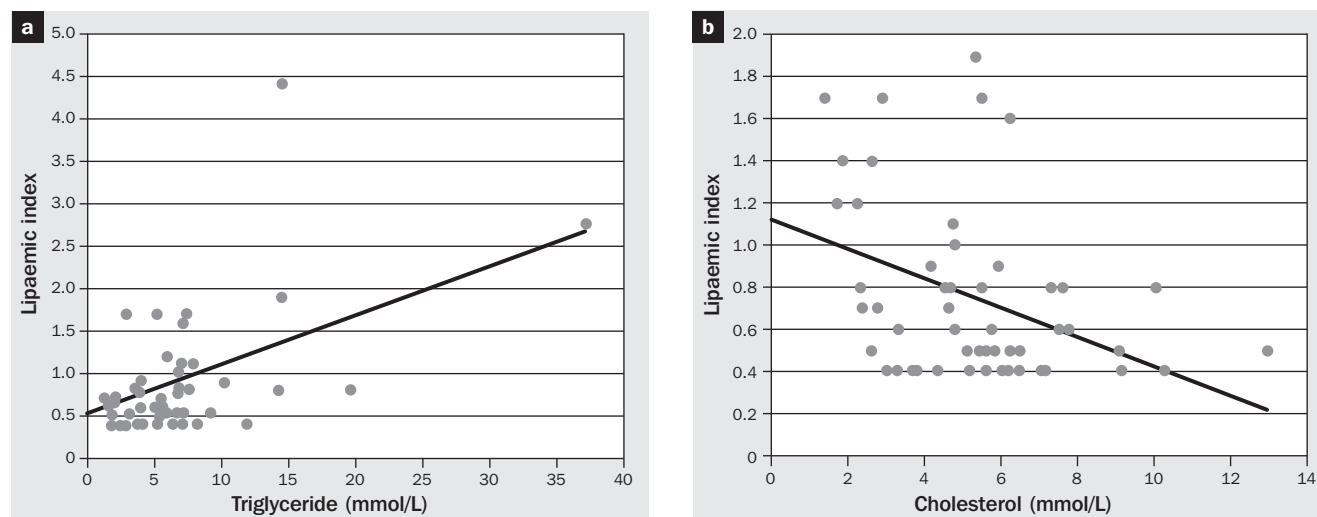 a
5.0
4.5
4.0
3.5
3.0
2.5
2.0
1.5
1.0
0.5
0
Lipaemic index
0 5 10 15 20 25 30 35 40
Triglyceride (mmol/L)
b
2.0
1.8
1.6
1.4
1.2
1.0
0.8
0.6
0.4
0.2
0
Lipaemic index
0 2 4 6 8 10 12 14
Cholesterol (mmol/L)